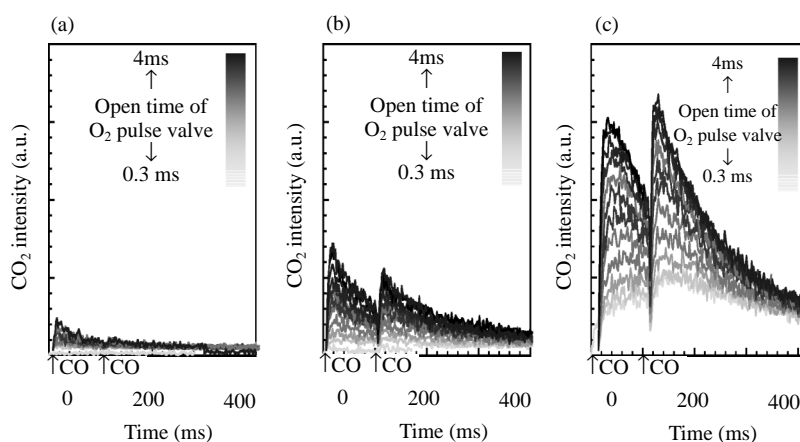 (a)
4ms
↑
Open time of
O₂ pulse valve
↓
0.3 ms
CO₂ intensity (a.u.)
↑CO ↑CO
0 200 400
Time (ms)
(b)
4ms
↑
Open time of
O₂ pulse valve
↓
0.3 ms
CO₂ intensity (a.u.)
↑CO ↑CO
0 200 400
Time (ms)
(c)
4ms
↑
Open time of
O₂ pulse valve
↓
0.3 ms
CO₂ intensity (a.u.)
↑CO ↑CO
0 200 400
Time (ms)